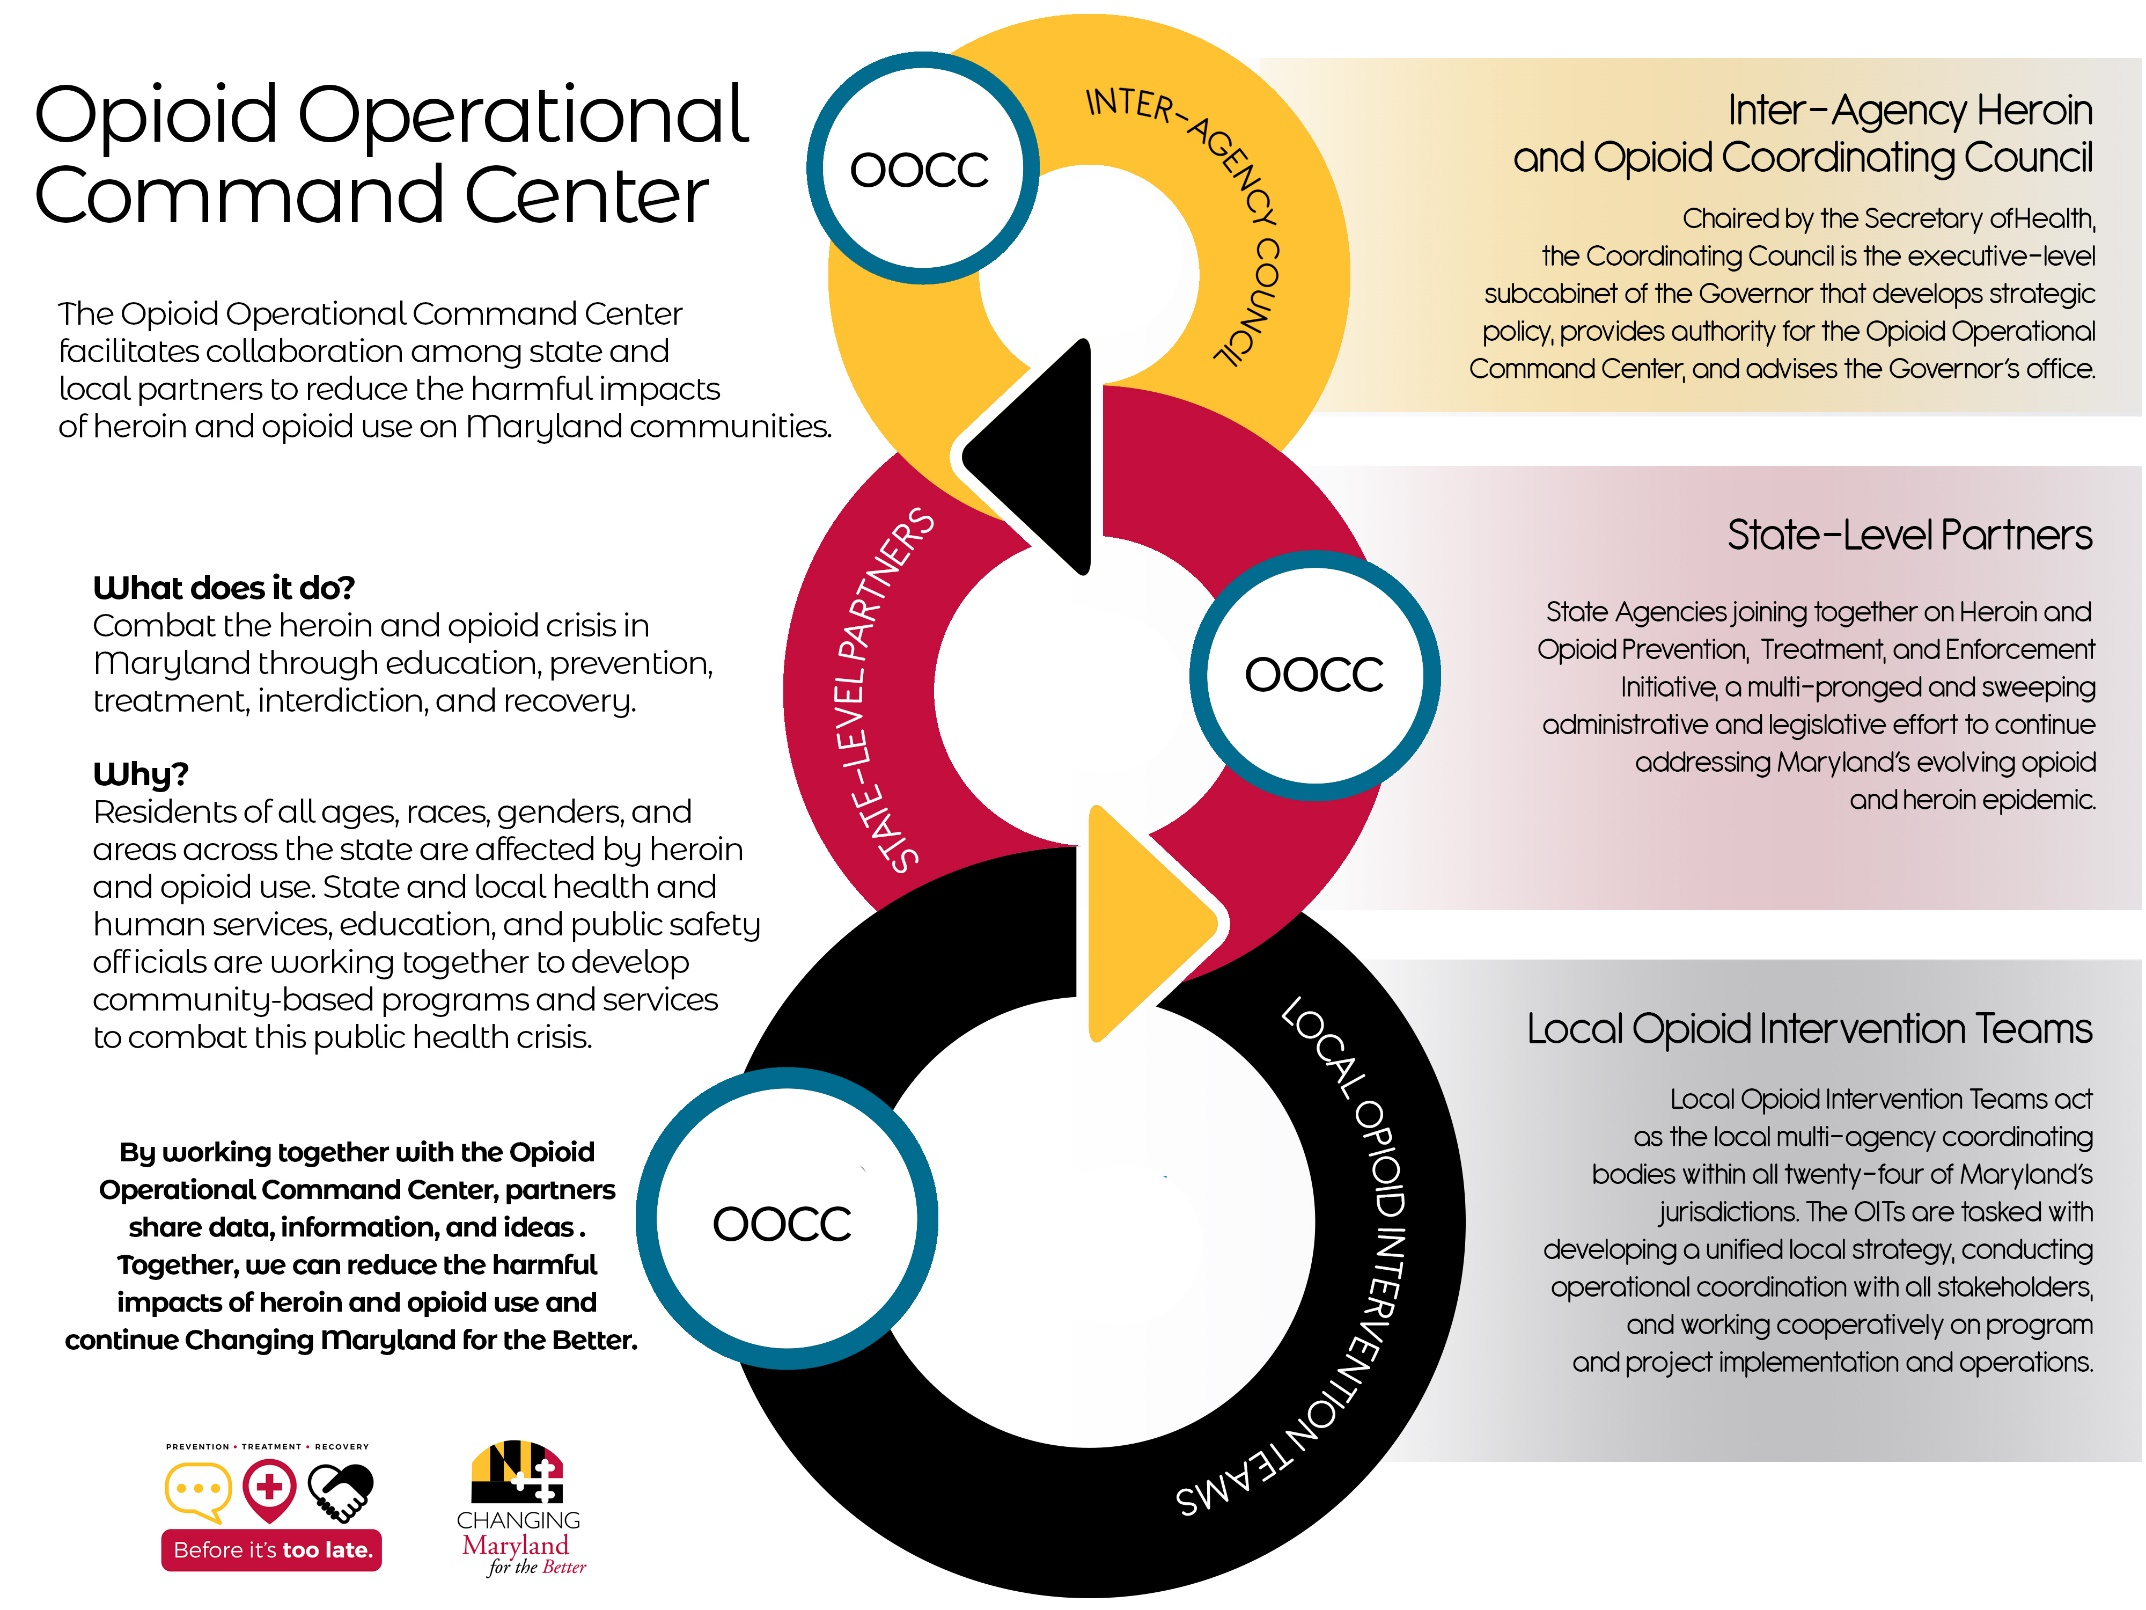 Opioid Operational
Command Center
The Opioid Operational Command Center
facilitates collaboration among state and
local partners to reduce the harmful impacts
of heroin and opioid use on Maryland communities.
What does it do?
Combat the heroin and opioid crisis in
Maryland through education, prevention,
treatment, interdiction, and recovery.
Why?
Residents of all ages, races, genders, and
areas across the state are affected by heroin
and opioid use. State and local health and
human services, education, and public safety
officials are working together to develop
community-based programs and services
to combat this public health crisis.
By working together with the Opioid
Operational Command Center, partners
share data, information, and ideas .
Together, we can reduce the harmful
impacts of heroin and opioid use and
continue Changing Maryland for the Better.
PREVENTION • TREATMENT • RECOVERY
Before it's too late.
CHANGING
Maryland
for the Better
OOCC
INTER-AGENCY COUNCIL
STATE-LEVEL PARTNERS
OOCC
OOCC
LOCAL OPIOID INTERVENTION TEAMS
Inter-Agency Heroin
and Opioid Coordinating Council
Chaired by the Secretary ofHealth,
the Coordinating Council is the executive-level
subcabinet of the Governor that develops strategic
policy, provides authority for the Opioid Operational
Command Center, and advises the Governor's office.
State-Level Partners
State Agencies joining together on Heroin and
Opioid Prevention, Treatment, and Enforcement
Initiative, a multi-pronged and sweeping
administrative and legislative effort to continue
addressing Maryland's evolving opioid
and heroin epidemic.
Local Opioid Intervention Teams
Local Opioid Intervention Teams act
as the local multi-agency coordinating
bodies within all twenty-four of Maryland's
jurisdictions. The OITs are tasked with
developing a unified local strategy, conducting
operational coordination with all stakeholders,
and working cooperatively on program
and project implementation and operations.